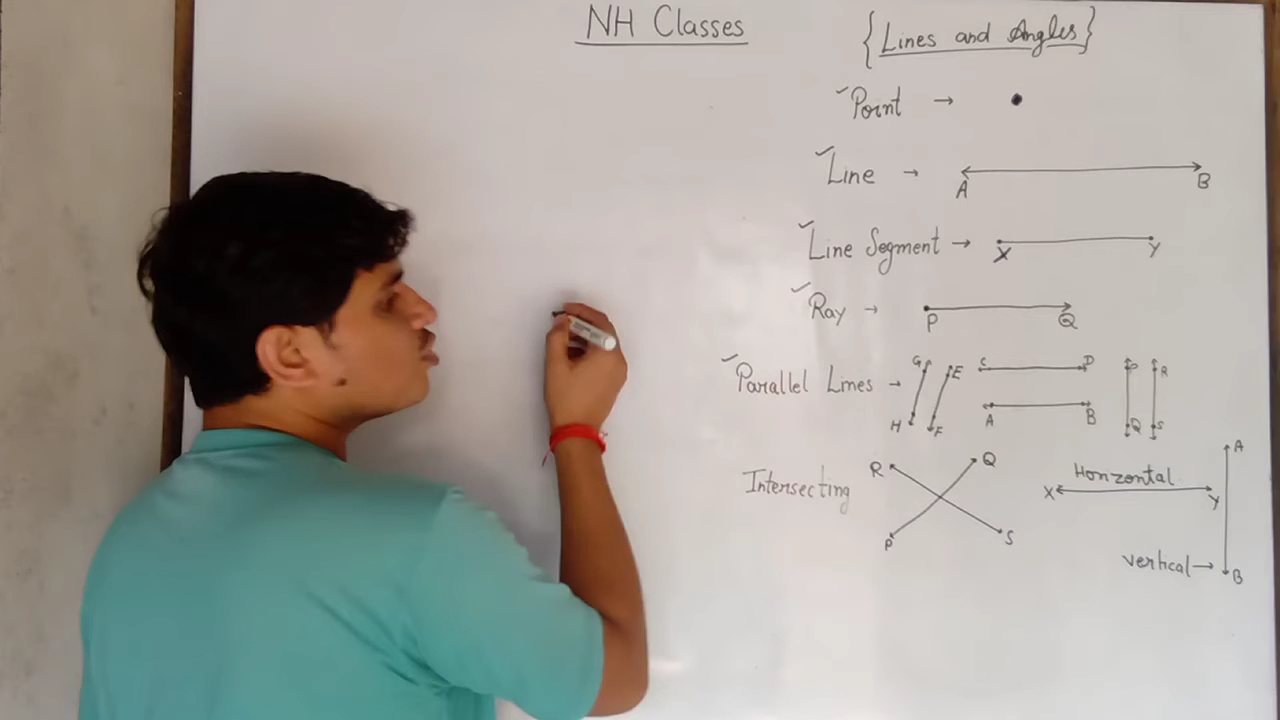 NH Classes
{Lines and Angles}
✓Point → •
✓Line → A B
✓Line Segment → X Y
✓Ray → P Q
✓Parallel Lines → G H E F C D A B P Q R S
Intersecting R Q P S
X Horizontal Y
A
vertical→ B